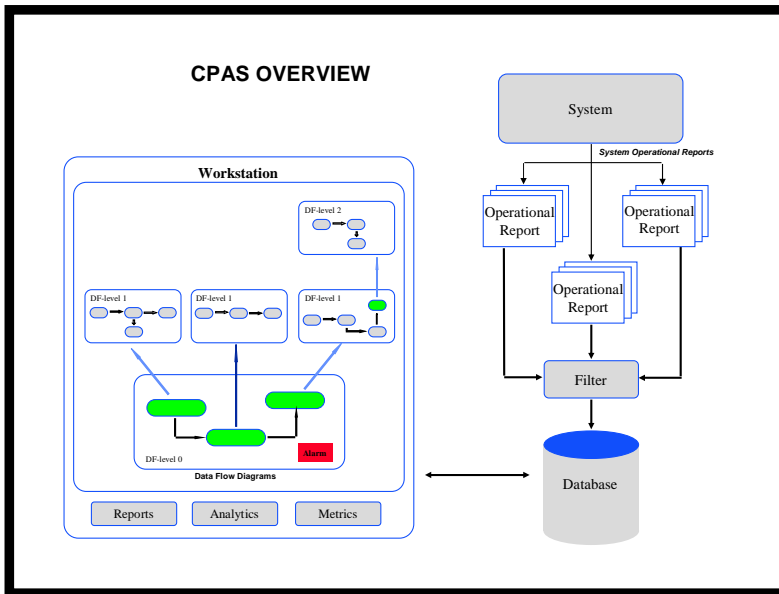 CPAS OVERVIEW
System
System Operational Reports
Operational
Report
Operational
Report
Operational
Report
Filter
Database
Workstation
DF-level 2
DF-level 1
DF-level 1
DF-level 1
DF-level 0
Alarm
Data Flow Diagrams
Reports
Analytics
Metrics